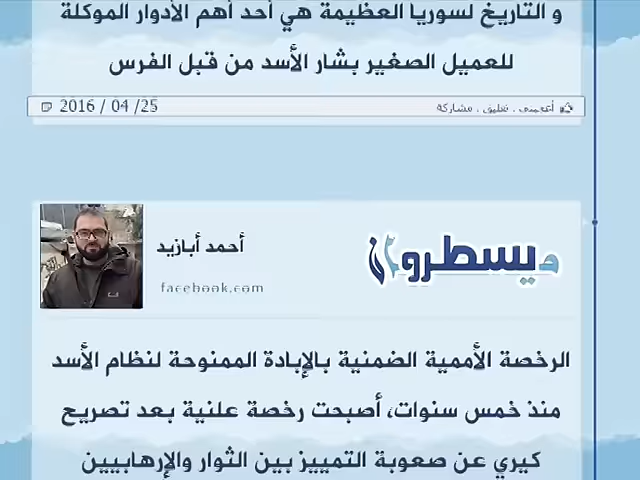 و التاريخ لسوريا العظيمة هي أحد أهم الأدوار الموكلة
للعميل الصغير بشار الأسد من قبل الفرس
أعجبني . تعليق . مشاركة
2016 / 04 /25
ويسطرون
أحمد أبازيد
facebook.com
الرخصة الأممية الضمنية بالإبادة الممنوحة لنظام الأسد
منذ خمس سنوات، أصبحت رخصة علنية بعد تصريح
كيري عن صعوبة التمييز بين الثوار والإرهابيين